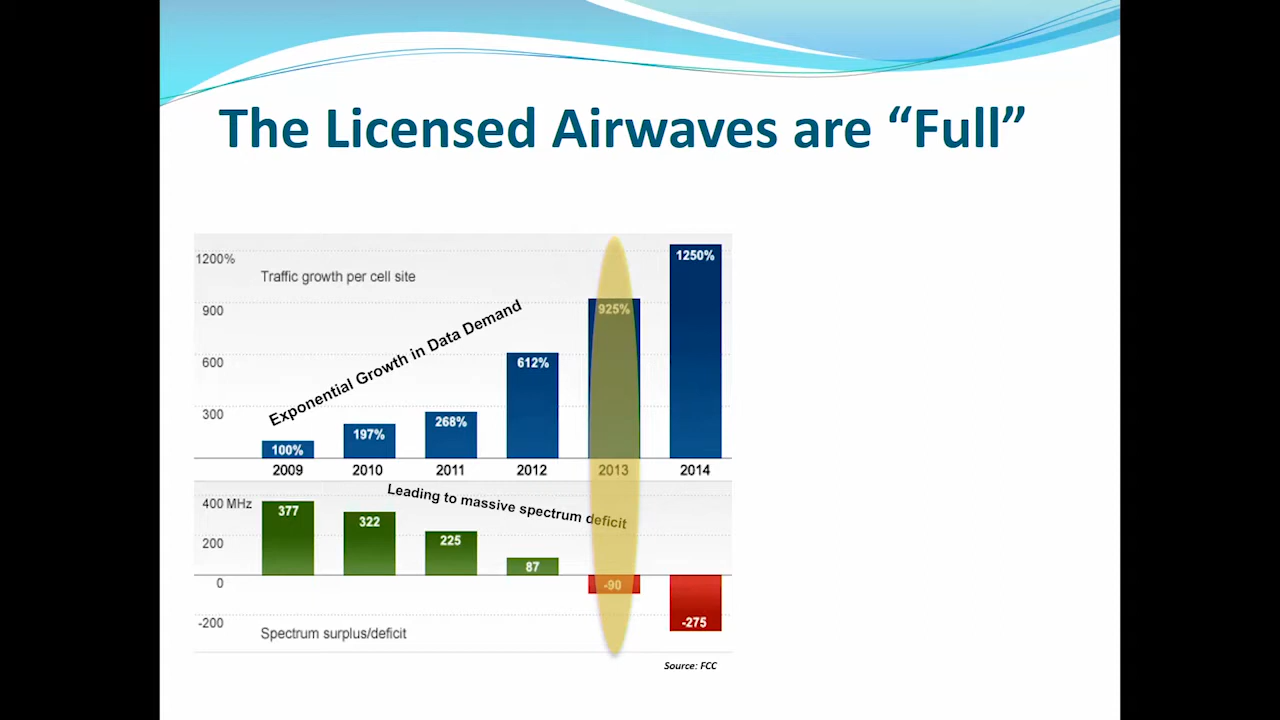 The Licensed Airwaves are “Full”
1200%
Traffic growth per cell site
900
600
300
Exponential Growth in Data Demand
100%
197%
268%
612%
925%
1250%
2009 2010 2011 2012 2013 2014
Leading to massive spectrum deficit
400 MHz
200
0
-200
377
322
225
87
-90
-275
Spectrum surplus/deficit
Source: FCC